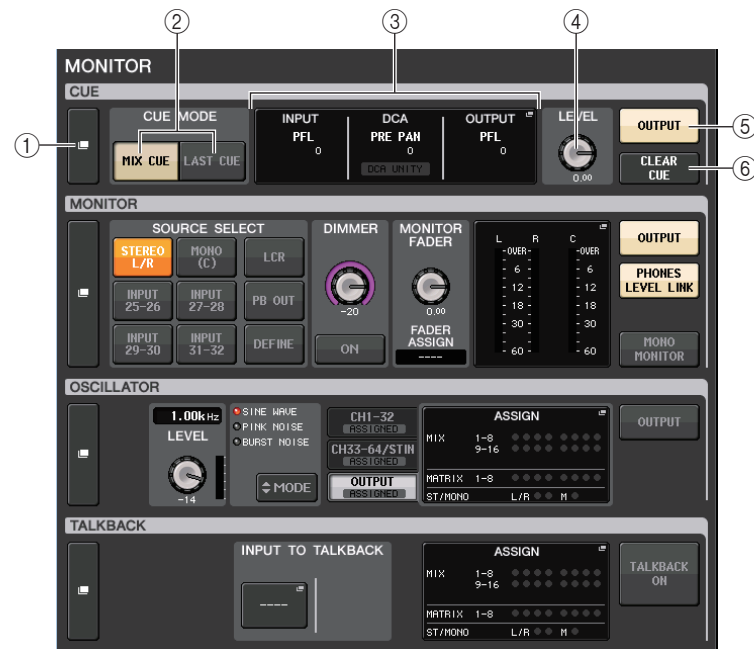 ② ③ ④
MONITOR
CUE
①
CUE MODE
MIX CUE LAST CUE
INPUT DCA OUTPUT
PFL PRE PAN PFL
0 0 0
DCA UNITY
LEVEL
0.00
OUTPUT ⑤
CLEAR CUE ⑥
MONITOR
SOURCE SELECT
STEREO L/R MONO (C) LCR
INPUT 25-26 INPUT 27-28 PB OUT
INPUT 29-30 INPUT 31-32 DEFINE
DIMMER
-20
ON
MONITOR FADER
0.00
FADER ASSIGN
----
L R C
-OVER- -OVER
6 6
12 12
18 18
30 30
60 60
OUTPUT
PHONES LEVEL LINK
MONO MONITOR
OSCILLATOR
1.00kHz
LEVEL
-14
SINE WAVE
PINK NOISE
BURST NOISE
MODE
CH1-32
ASSIGNED
CH33-64/STIN
ASSIGNED
OUTPUT
ASSIGNED
ASSIGN
MIX 1-8
9-16
MATRIX 1-8
ST/MONO L/R M
OUTPUT
TALKBACK
INPUT TO TALKBACK
----
ASSIGN
MIX 1-8
9-16
MATRIX 1-8
ST/MONO L/R M
TALKBACK ON